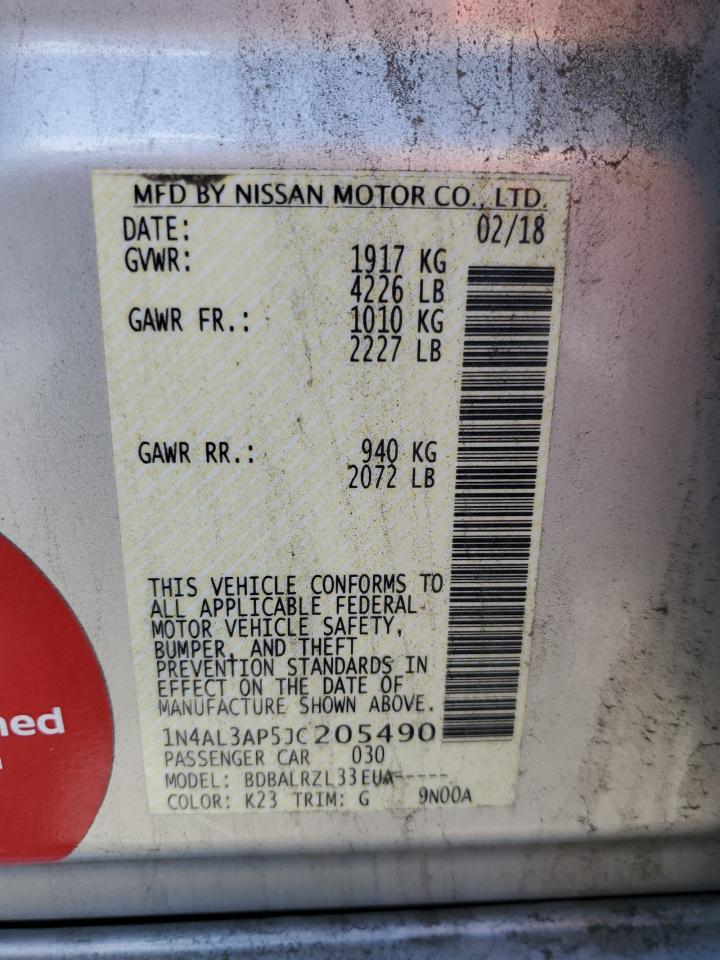 MFD BY NISSAN MOTOR CO., LTD.
DATE: 02/18
GVWR: 1917 KG
4226 LB
GAWR FR.: 1010 KG
2227 LB
GAWR RR.: 940 KG
2072 LB
THIS VEHICLE CONFORMS TO
ALL APPLICABLE FEDERAL
MOTOR VEHICLE SAFETY,
BUMPER, AND THEFT
PREVENTION STANDARDS IN
EFFECT ON THE DATE OF
MANUFACTURE SHOWN ABOVE.
1N4AL3AP5JC205490
PASSENGER CAR 030
MODEL: BDBALRZL33EUA-----
COLOR: K23 TRIM: G 9N00A
ned